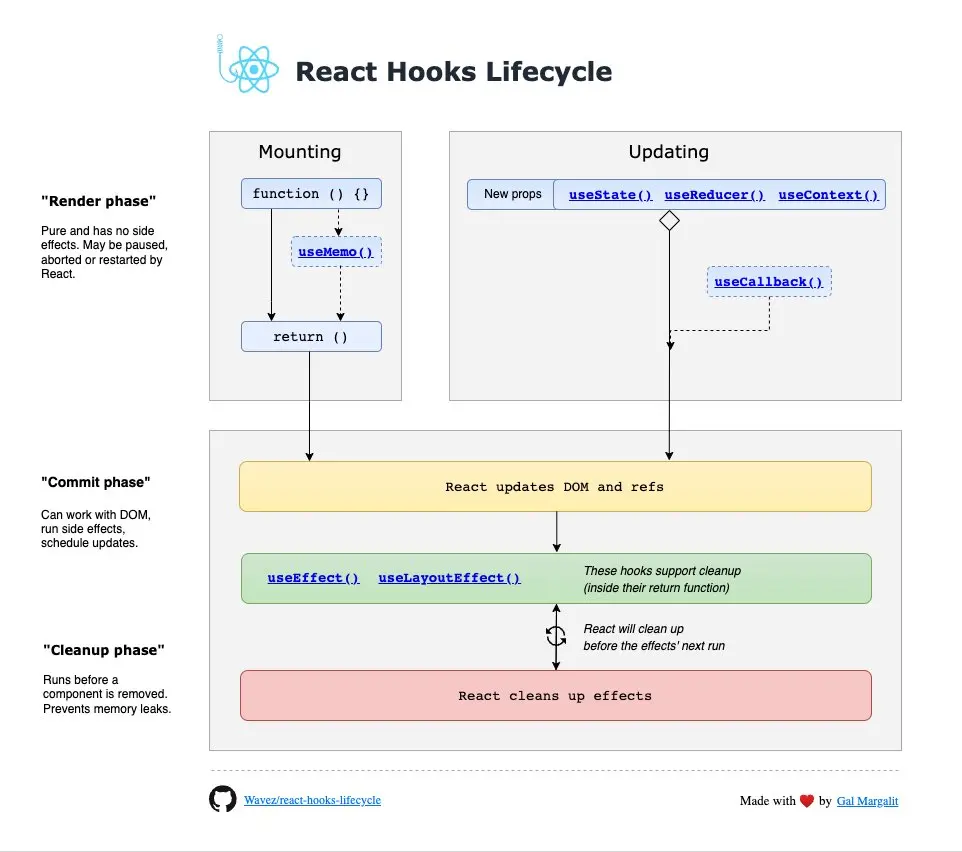 React Hooks Lifecycle
Mounting
Updating
"Render phase"
Pure and has no side
effects. May be paused,
aborted or restarted by
React.
function () {}
useMemo()
return ()
New props
useState() useReducer() useContext()
useCallback()
"Commit phase"
Can work with DOM,
run side effects,
schedule updates.
React updates DOM and refs
useEffect() useLayoutEffect()
These hooks support cleanup
(inside their return function)
React will clean up
before the effects' next run
"Cleanup phase"
Runs before a
component is removed.
Prevents memory leaks.
React cleans up effects
Wavez/react-hooks-lifecycle
Made with ❤️ by Gal Margalit